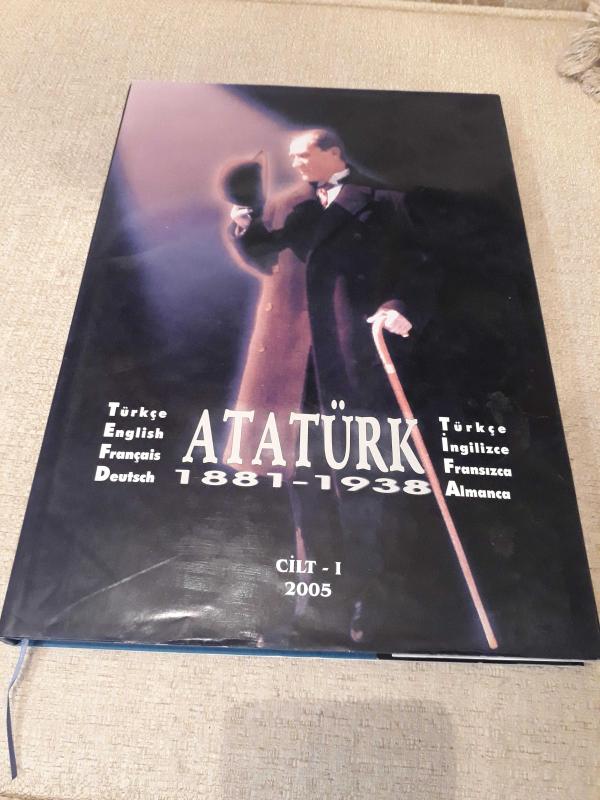 Türkçe
English
Français
Deutsch
ATATÜRK
1881-1938
Türkçe
İngilizce
Fransızca
Almanca
CİLT - I
2005